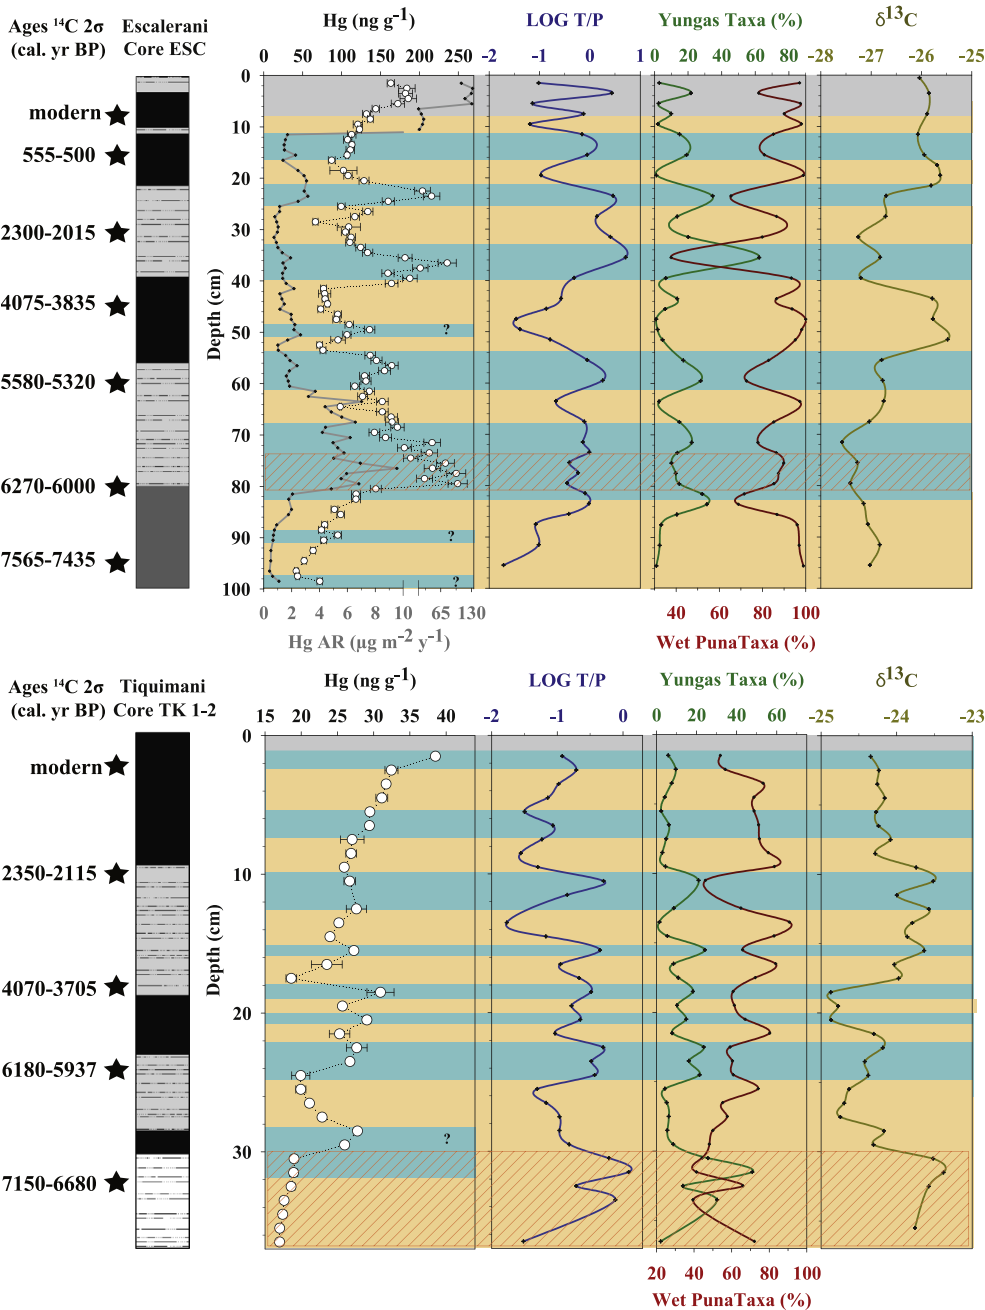 Ages ¹⁴C 2σ
(cal. yr BP)
Escalerani
Core ESC
Hg (ng g⁻¹)
LOG T/P
Yungas Taxa (%)
δ¹³C
0 50 100 150 200 250
-2 -1 0 1
0 20 40 60 80
-28 -27 -26 -25
modern
555-500
2300-2015
4075-3835
5580-5320
6270-6000
7565-7435
Depth (cm)
0
10
20
30
40
50
60
70
80
90
100
?
?
?
0 2 4 6 8 10 65 130
40 60 80 100
Hg AR (µg m⁻² y⁻¹)
Wet PunaTaxa (%)
Ages ¹⁴C 2σ
(cal. yr BP)
Tiquimani
Core TK 1-2
Hg (ng g⁻¹)
LOG T/P
Yungas Taxa (%)
δ¹³C
15 20 25 30 35 40
-2 -1 0
0 20 40 60
-25 -24 -23
modern
2350-2115
4070-3705
6180-5937
7150-6680
Depth (cm)
0
10
20
30
?
20 40 60 80 100
Wet PunaTaxa (%)